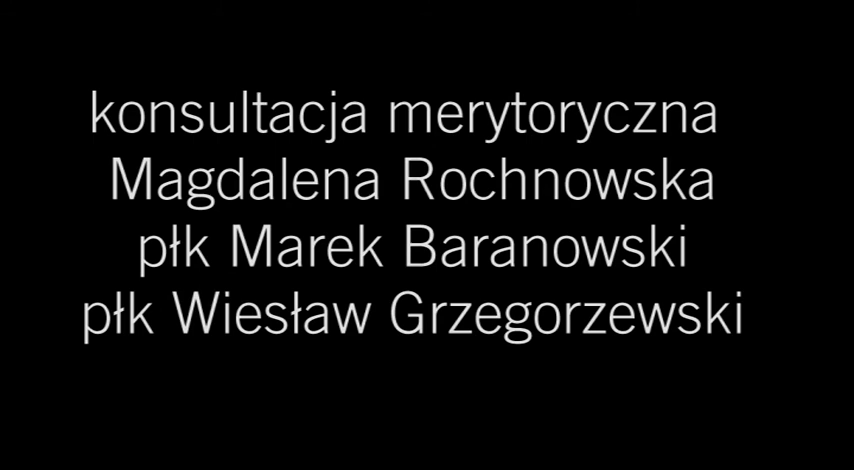 konsultacja merytoryczna
Magdalena Rochnowska
płk Marek Baranowski
płk Wiesław Grzegorzewski